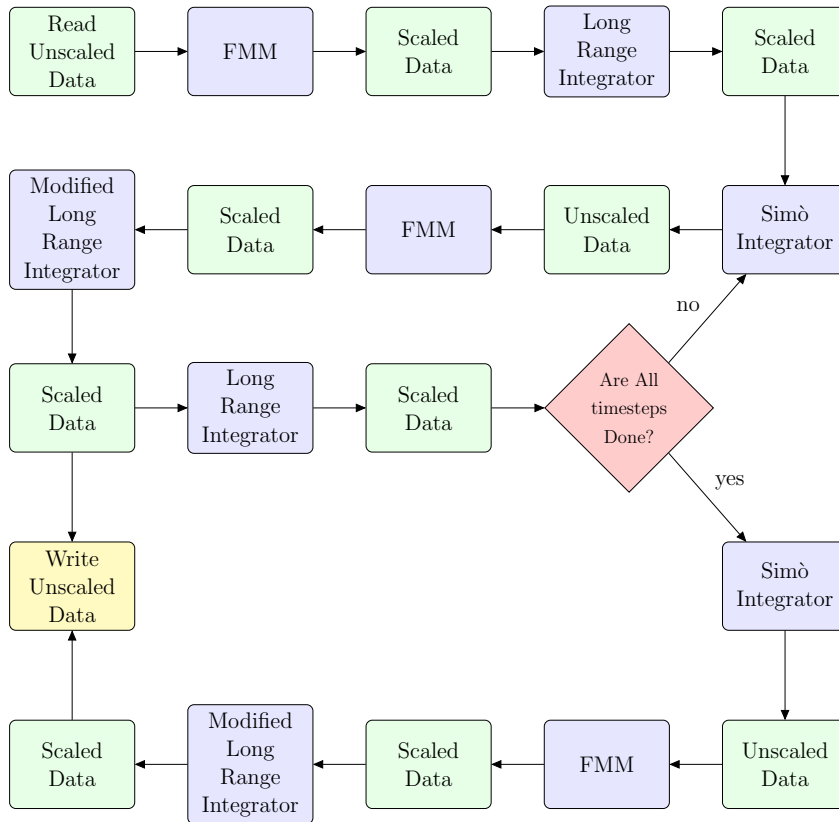 Read
Unscaled
Data
FMM
Scaled
Data
Long
Range
Integrator
Scaled
Data
Modified
Long
Range
Integrator
Scaled
Data
FMM
Unscaled
Data
Simò
Integrator
no
Scaled
Data
Long
Range
Integrator
Scaled
Data
Are All
timesteps
Done?
yes
Write
Unscaled
Data
Simò
Integrator
Scaled
Data
Modified
Long
Range
Integrator
Scaled
Data
FMM
Unscaled
Data